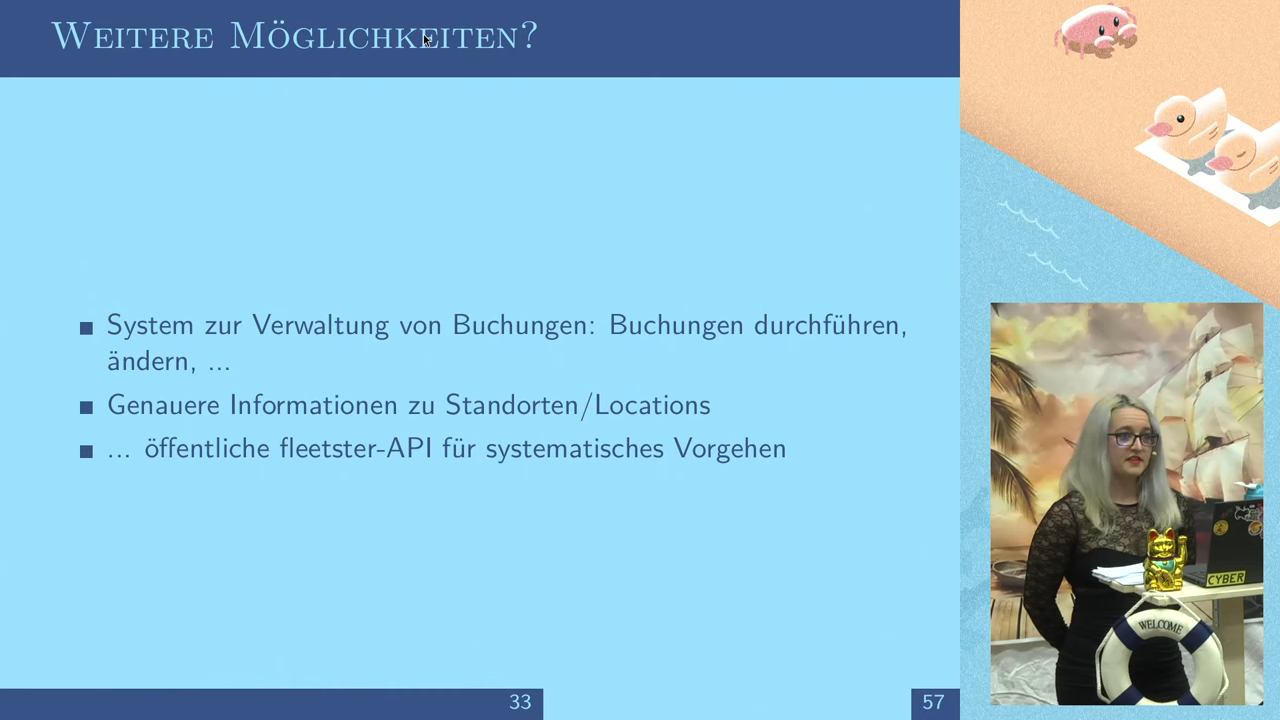 Weitere Möglichkeiten?
System zur Verwaltung von Buchungen: Buchungen durchführen,
ändern, ...
Genauere Informationen zu Standorten/Locations
... öffentliche fleetster-API für systematisches Vorgehen
CYBER
WELCOME
33
57